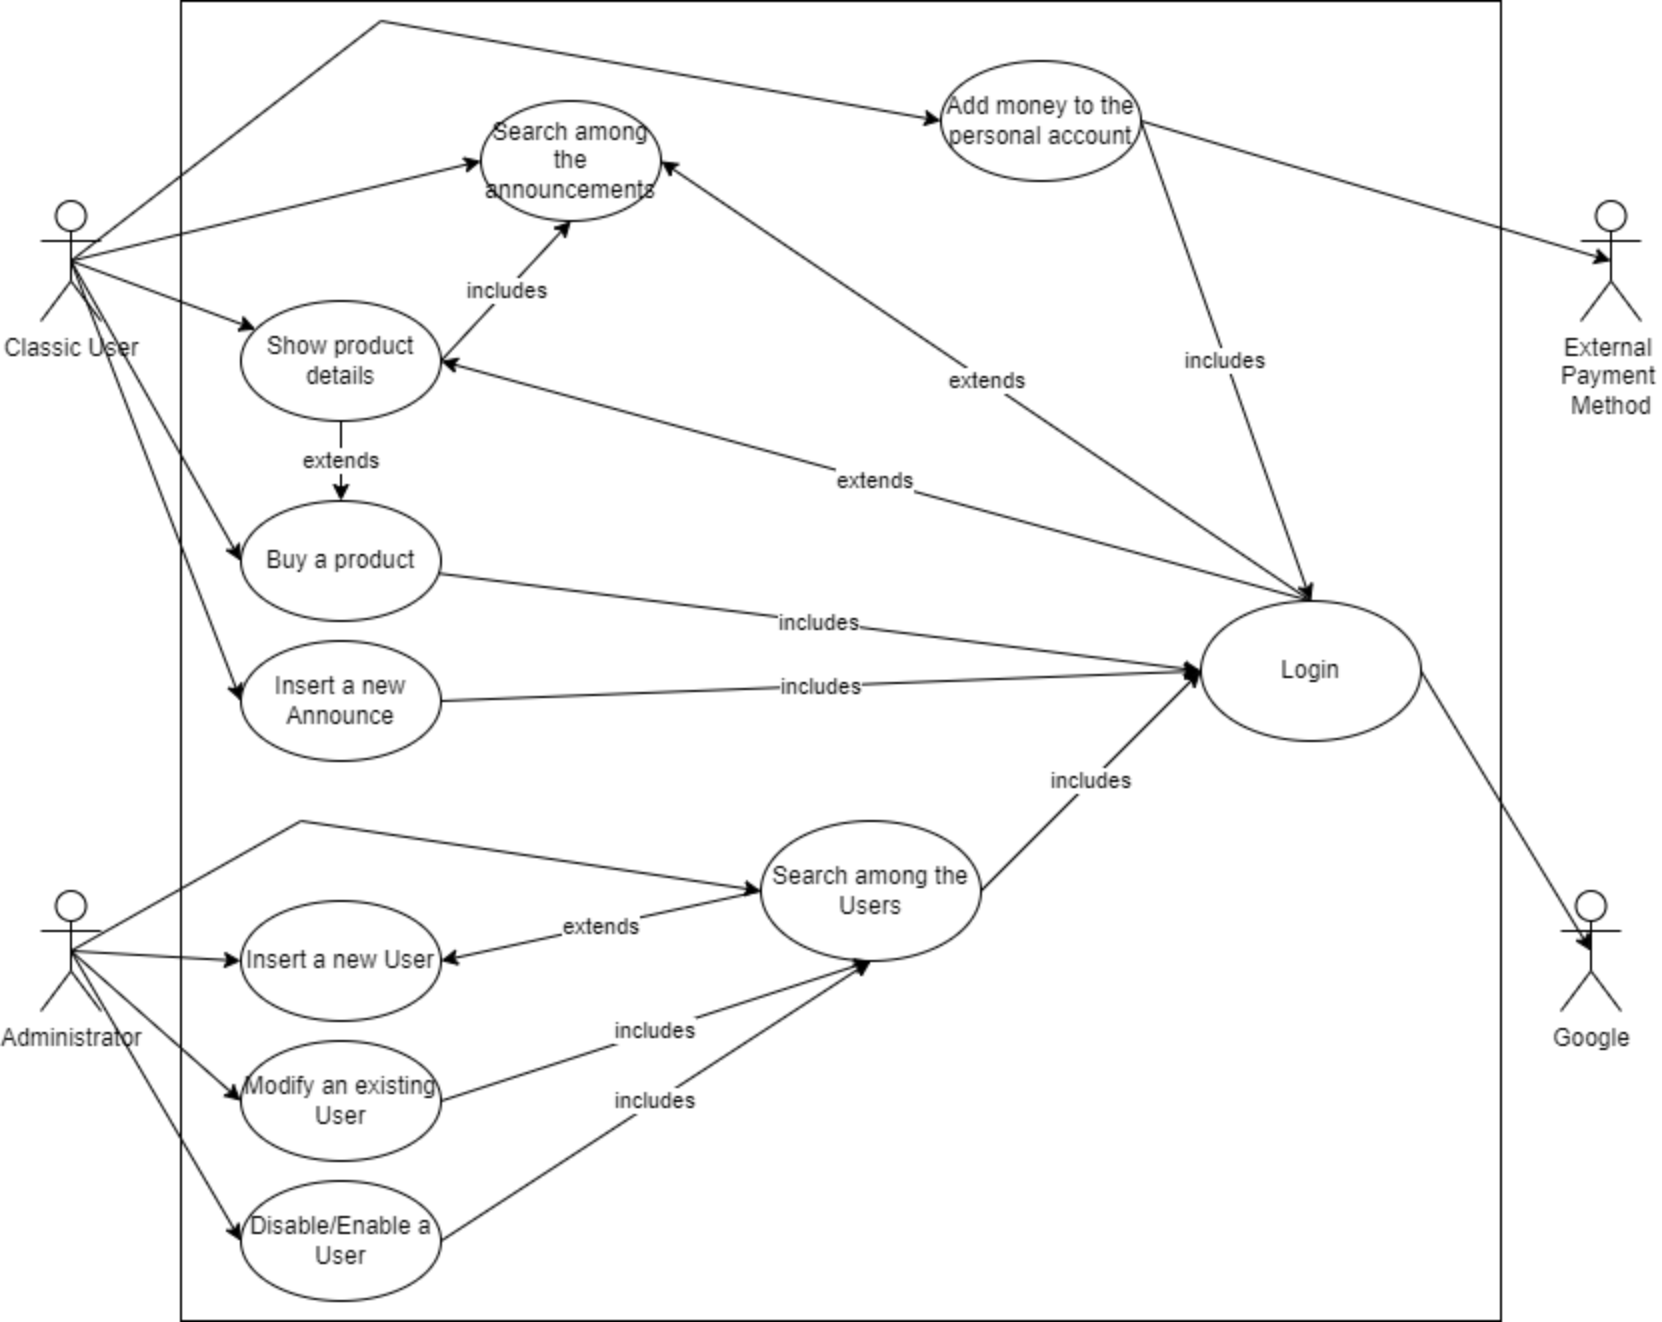 Add money to the
personal account
Search among
the
announcements
includes
Classic User
Show product
details
External
Payment
Method
extends
includes
extends
extends
Buy a product
includes
Login
Insert a new
Announce
includes
includes
Search among the
Users
extends
Insert a new User
Administrator
includes
Google
Modify an existing
User
includes
Disable/Enable a
User